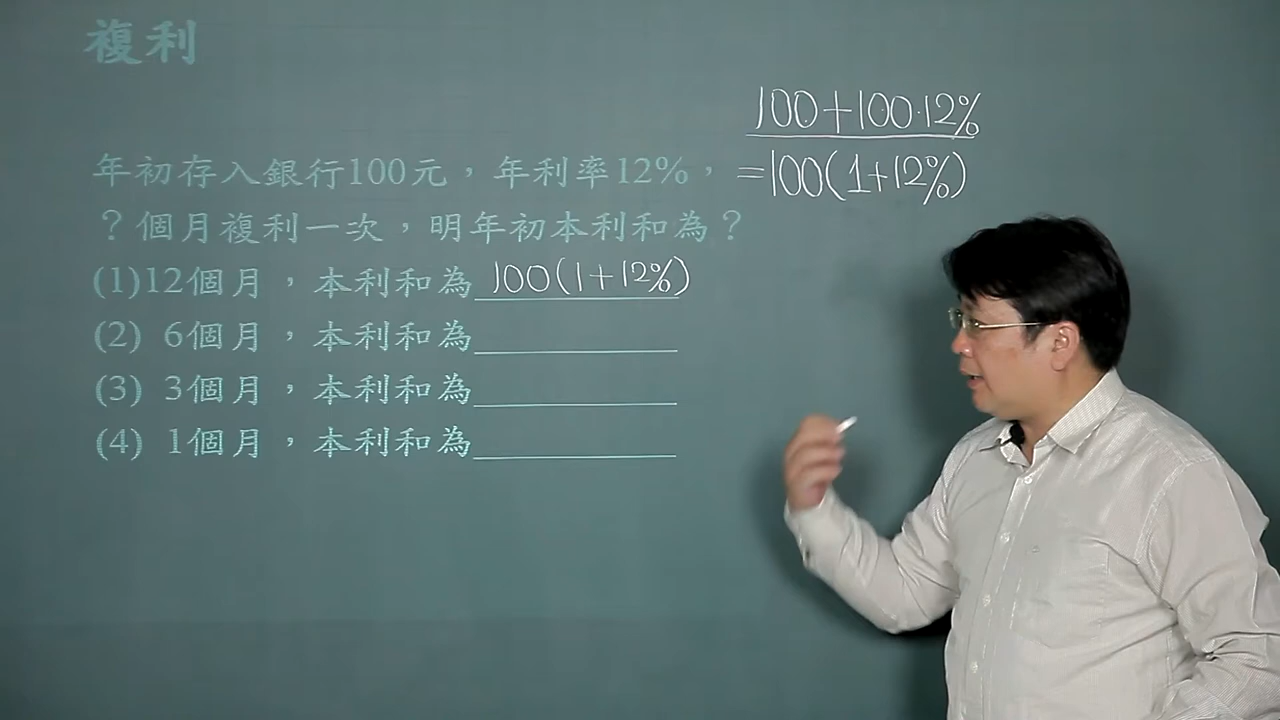 複利
100+100·12%
年初存入銀行100元，年利率12%，
=100(1+12%)
？個月複利一次，明年初本利和為？
(1)12個月，本利和為 100(1+12%)
(2) 6個月，本利和為
(3) 3個月，本利和為
(4) 1個月，本利和為